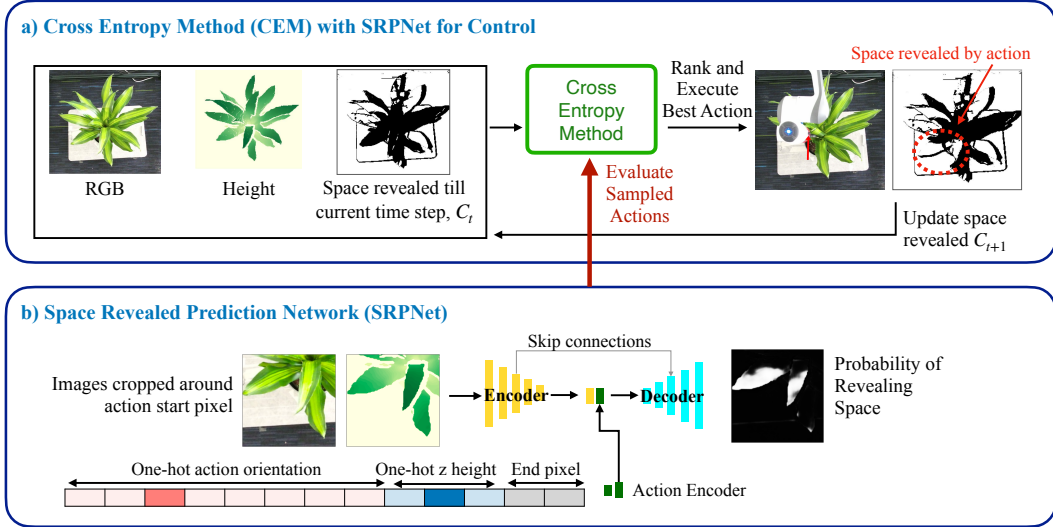 a) Cross Entropy Method (CEM) with SRPNet for Control
RGB
Height
Space revealed till
current time step, C_t
Cross
Entropy
Method
Rank and
Execute
Best Action
Space revealed by action
Evaluate
Sampled
Actions
Update space
revealed C_{t+1}
b) Space Revealed Prediction Network (SRPNet)
Images cropped around
action start pixel
Skip connections
Encoder
Decoder
Probability of
Revealing
Space
One-hot action orientation
One-hot z height
End pixel
Action Encoder